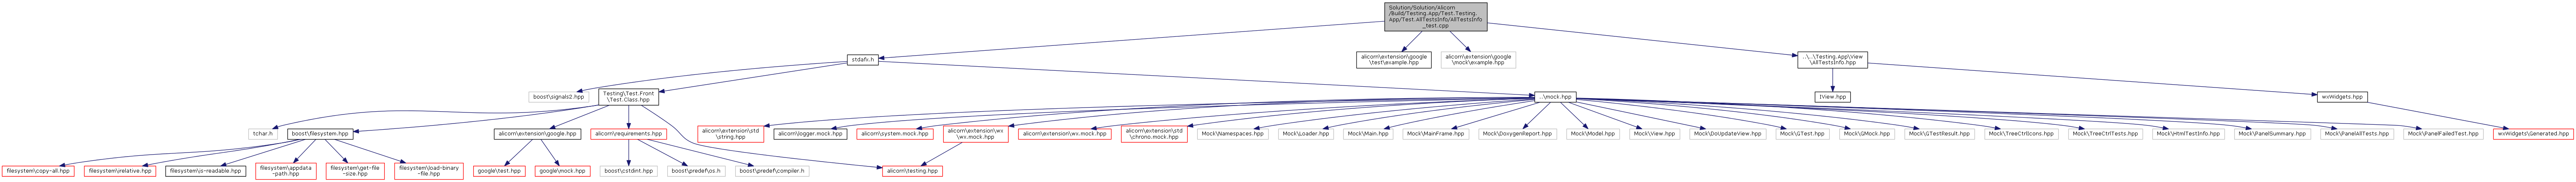 Solution/Solution/Alicorn
/Build/Testing.App/Test.Testing.
App/Test.AllTestsInfo/AllTestsInfo
_test.cpp
stdafx.h
alicorn\extension\google
\test\example.hpp
alicorn\extension\google
\mock\example.hpp
..\..\Testing.App\View
\AllTestsInfo.hpp
boost\signals2.hpp
Testing\Test.Front
\Test.Class.hpp
..\mock.hpp
IView.hpp
wxWidgets.hpp
tchar.h
boost\filesystem.hpp
alicorn\extension\google.hpp
alicorn\requirements.hpp
alicorn\extension\std
\string.hpp
alicorn\logger.mock.hpp
alicorn\system.mock.hpp
alicorn\extension\wx
\wx.mock.hpp
alicorn\extension\wx.mock.hpp
alicorn\extension\std
\chrono.mock.hpp
Mock\Namespaces.hpp
Mock\Loader.hpp
Mock\Main.hpp
Mock\MainFrame.hpp
Mock\DoxygenReport.hpp
Mock\Model.hpp
Mock\View.hpp
Mock\DoUpdateView.hpp
Mock\GTest.hpp
Mock\GMock.hpp
Mock\GTestResult.hpp
Mock\TreeCtrlIcons.hpp
Mock\TreeCtrlTests.hpp
Mock\HtmlTestInfo.hpp
Mock\PanelSummary.hpp
Mock\PanelAllTests.hpp
Mock\PanelFailedTest.hpp
wxWidgets\Generated.hpp
filesystem\copy-all.hpp
filesystem\relative.hpp
filesystem\is-readable.hpp
filesystem\appdata
-path.hpp
filesystem\get-file
-size.hpp
filesystem\load-binary
-file.hpp
google\test.hpp
google\mock.hpp
boost\cstdint.hpp
boost\predef\os.h
boost\predef\compiler.h
alicorn\testing.hpp